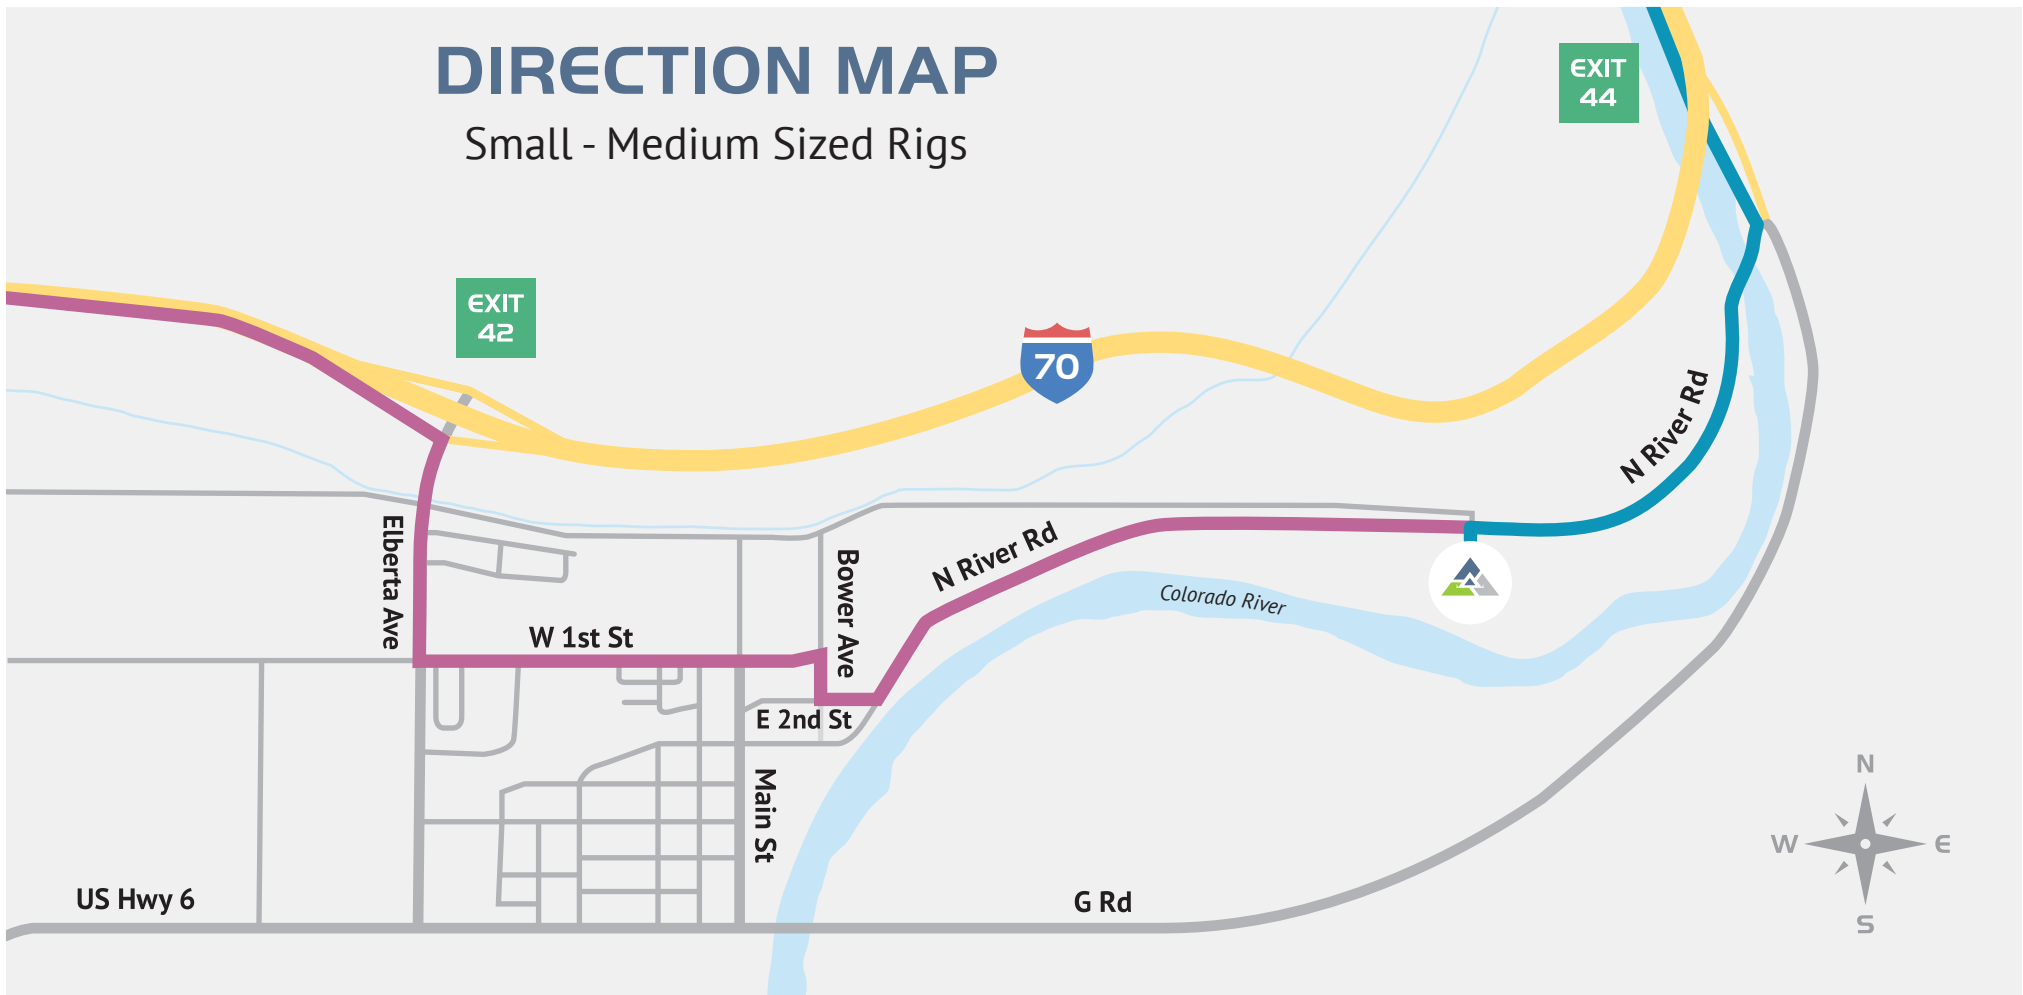 DIRECTION MAP
Small - Medium Sized Rigs
EXIT
44
EXIT
42
70
N River Rd
Elberta Ave
N River Rd
Bower Ave
Colorado River
W 1st St
E 2nd St
Main St
N
W
E
S
US Hwy 6
G Rd